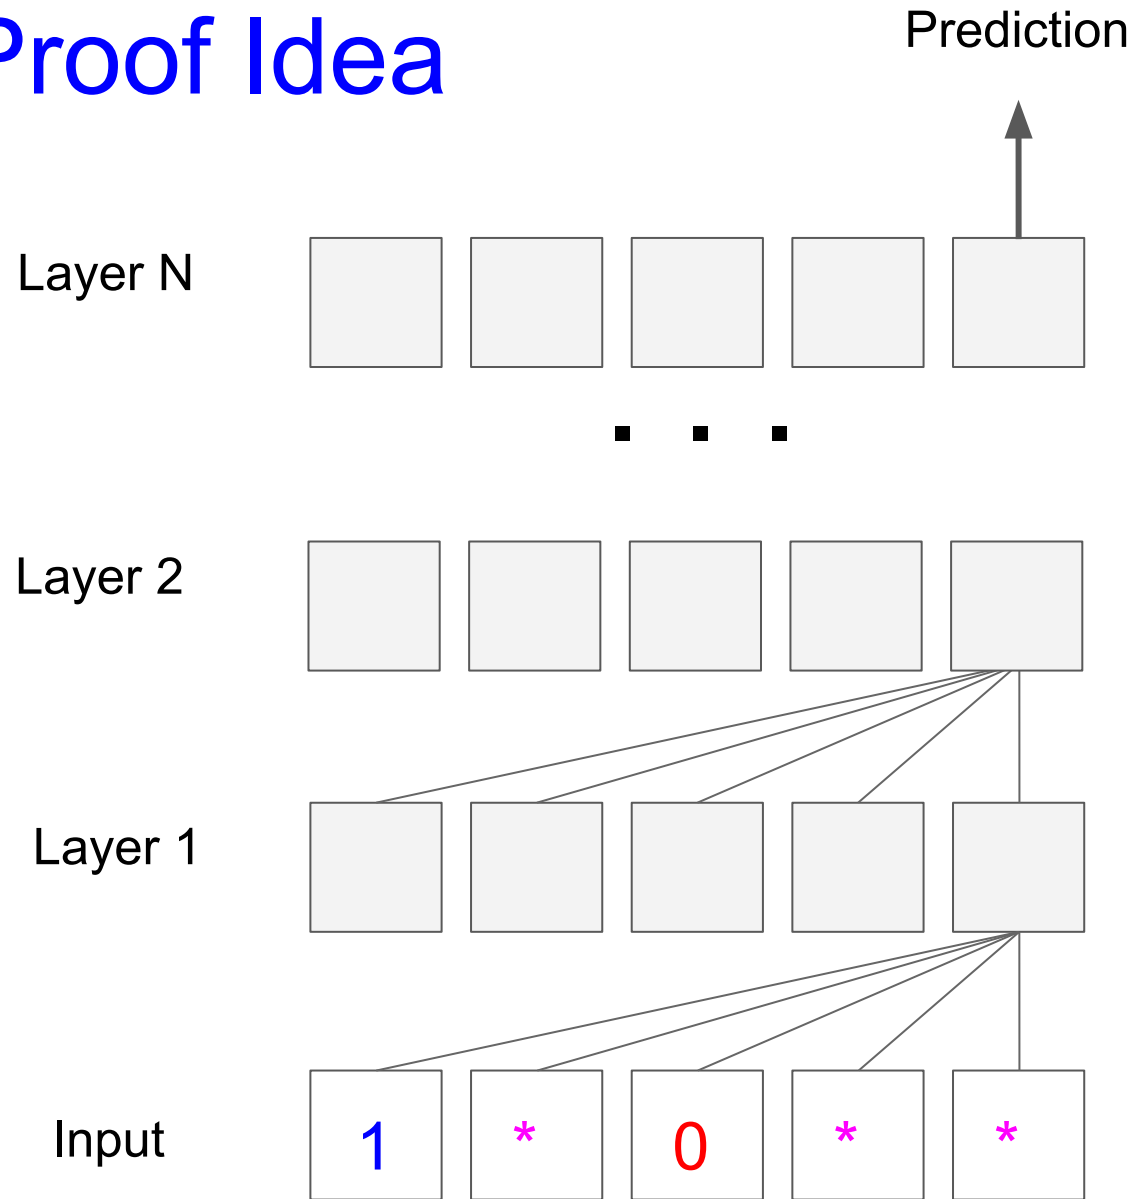 Proof Idea
Prediction
Layer N
. . .
Layer 2
Layer 1
Input 1 * 0 * *